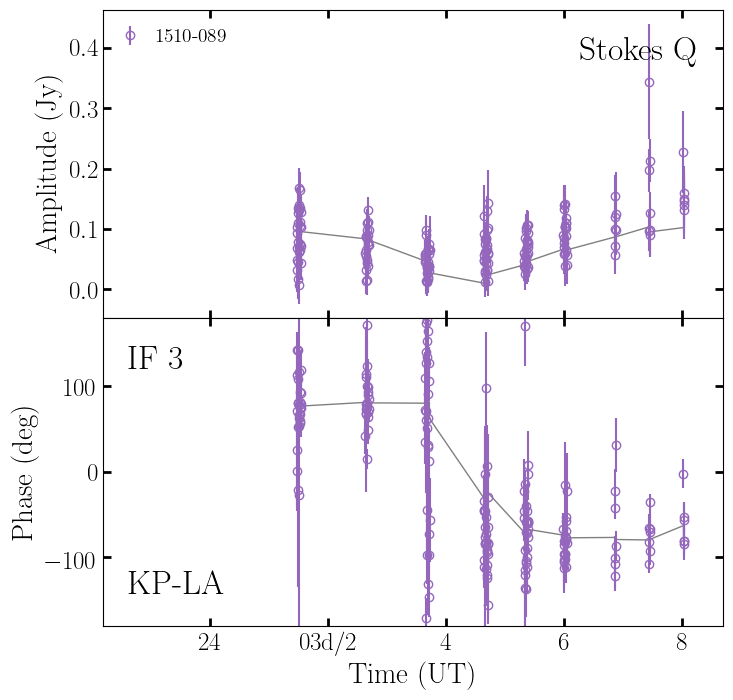 1510-089
Stokes Q
Amplitude (Jy)
0.4
0.3
0.2
0.1
0.0
IF 3
Phase (deg)
100
0
−100
KP-LA
24 03d/2 4 6 8
Time (UT)